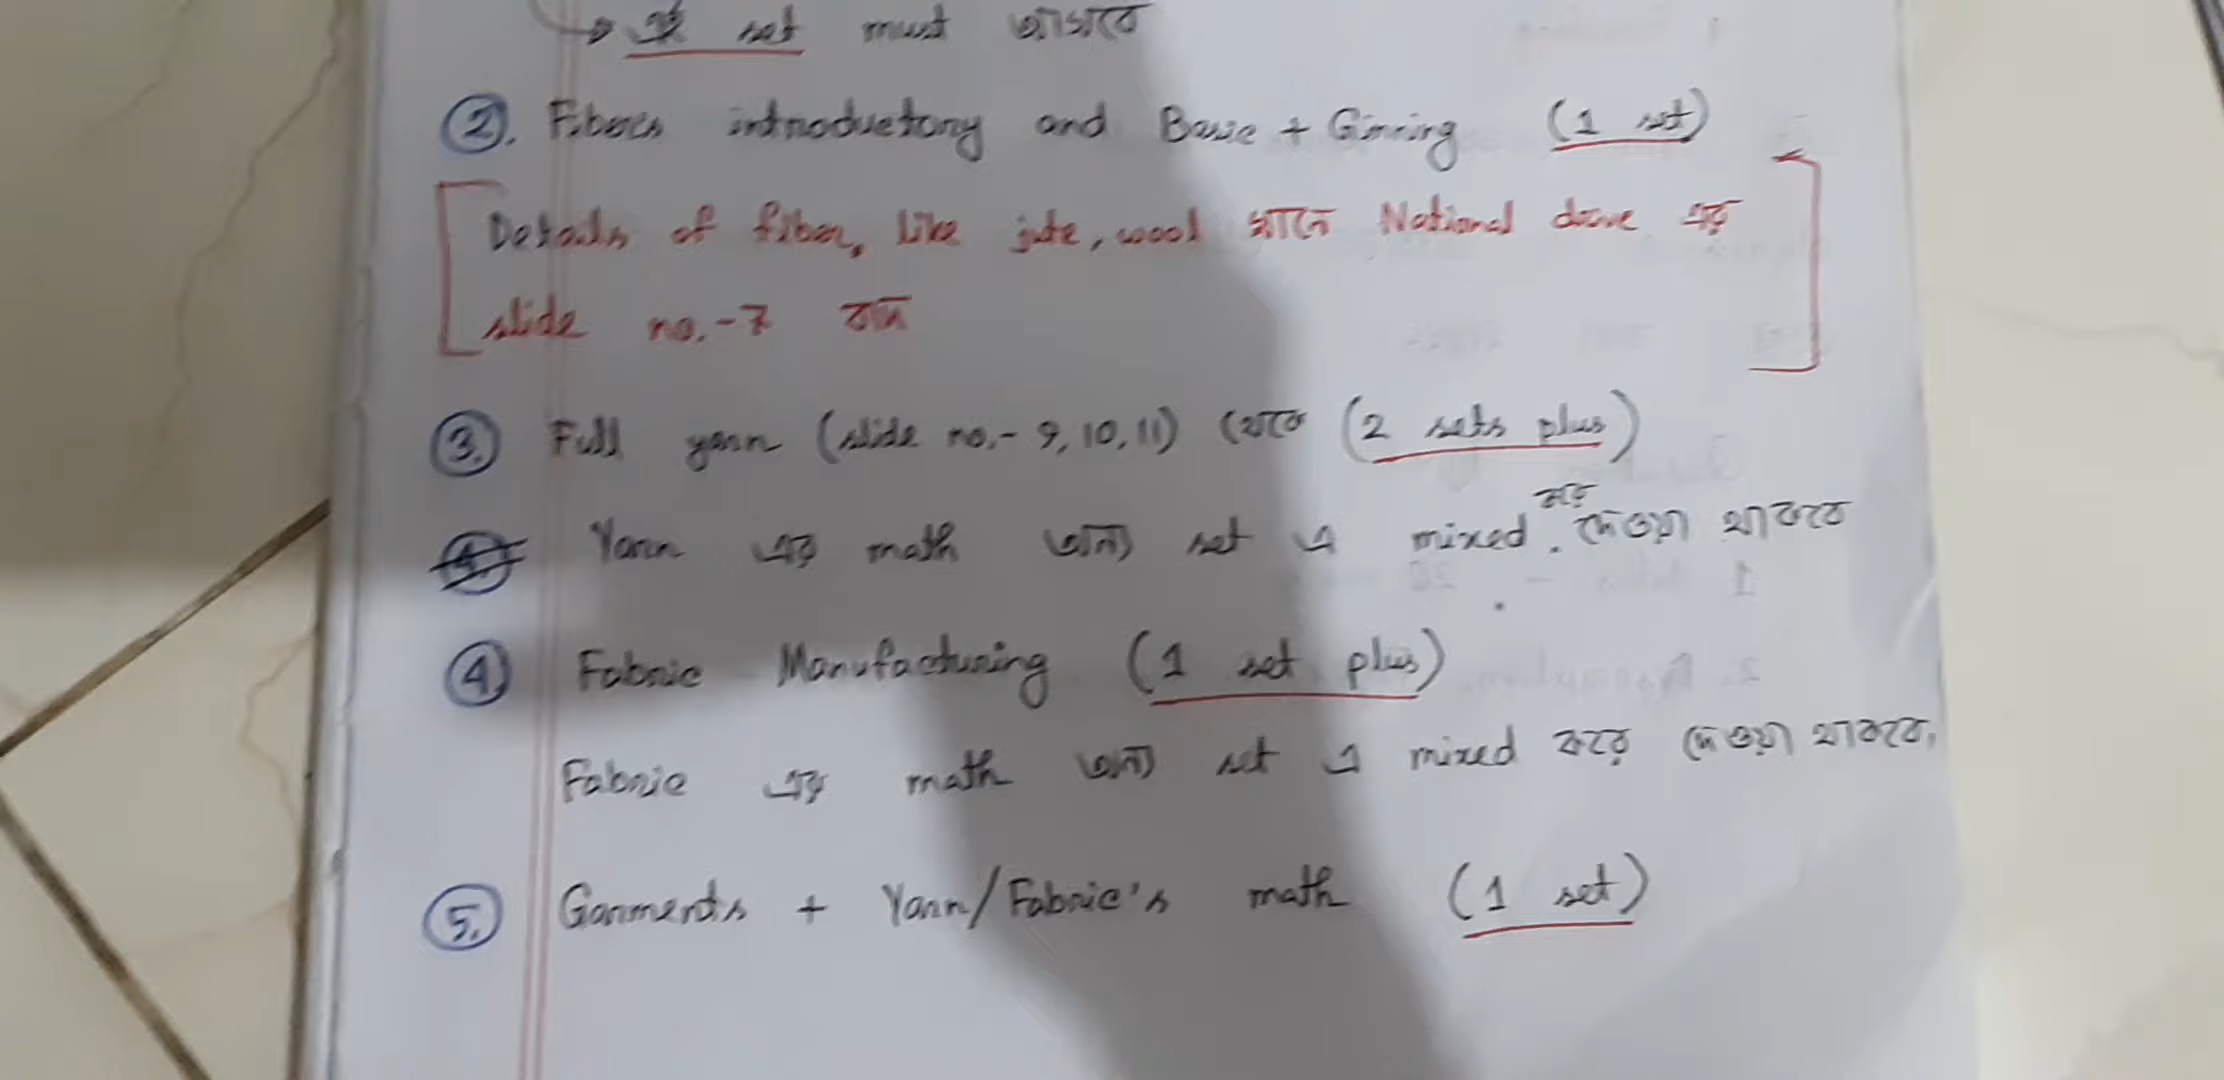 → set must আসবে
2. Fibers introductory and Basic + Ginning (1 set)
[Details of fiber, like jute, wool মানে National drive এর
slide no.-7 বাদ]
3. Full yarn (slide no.- 9, 10, 11) থেকে (2 sets plus)
Yarn এর math অন্য set এ mixed করে দেওয়া থাকবে
4. Fabric Manufacturing (1 set plus)
Fabric এর math অন্য set এ mixed করে দেওয়া থাকবে,
5. Garments + Yarn/Fabric's math (1 set)